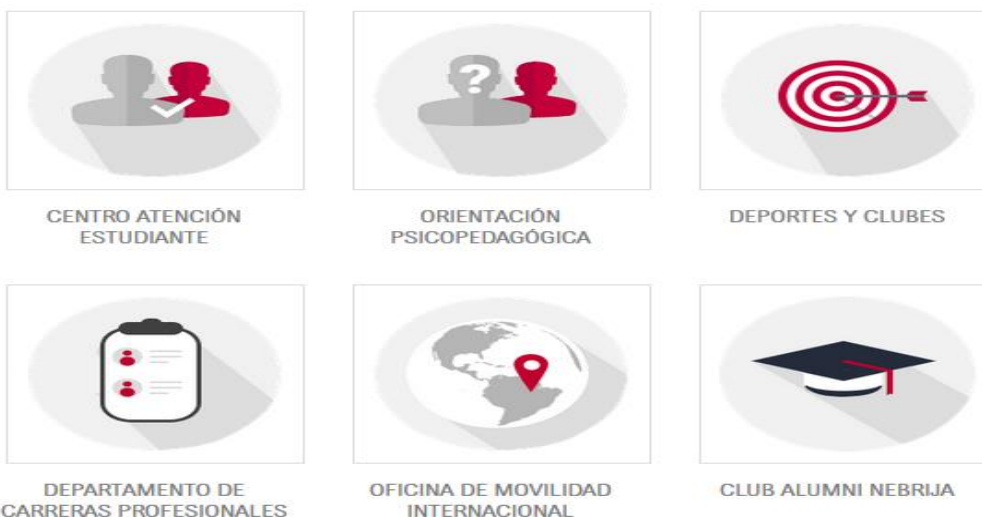 CENTRO ATENCIÓN
ESTUDIANTE
ORIENTACIÓN
PSICOPEDAGÓGICA
DEPORTES Y CLUBES
DEPARTAMENTO DE
CARRERAS PROFESIONALES
OFICINA DE MOVILIDAD
INTERNACIONAL
CLUB ALUMNI NEBRIJA
?